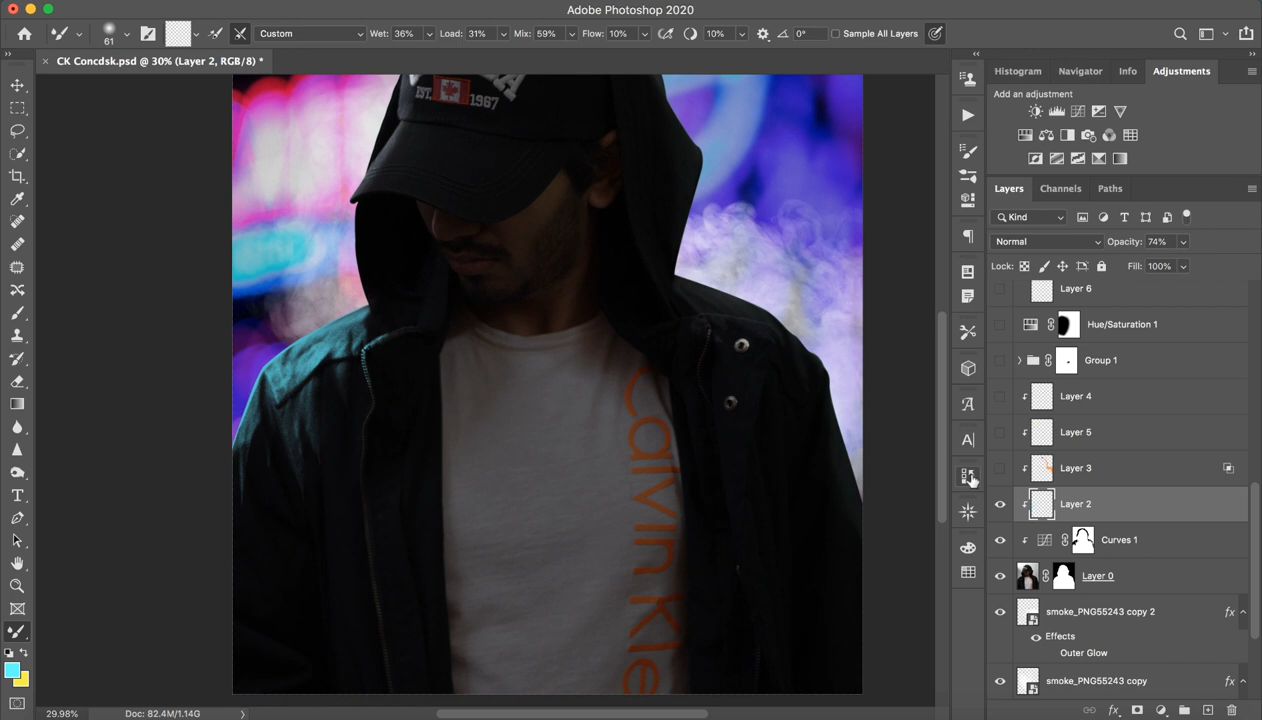 Adobe Photoshop 2020
61
Custom
Wet: 36%
Load: 31%
Mix: 59%
Flow: 10%
10%
0°
Sample All Layers
CK Concdsk.psd @ 30% (Layer 2, RGB/8) *
Histogram
Navigator
Info
Adjustments
Add an adjustment
Layers
Channels
Paths
Kind
Normal
Opacity: 74%
Lock:
Fill: 100%
Layer 6
Hue/Saturation 1
Group 1
Layer 4
Layer 5
Layer 3
Layer 2
Curves 1
Layer 0
smoke_PNG55243 copy 2
fx
Effects
Outer Glow
smoke_PNG55243 copy
fx
EST.
1967
Calvin Kle
29.98%
Doc: 82.4M/1.14G